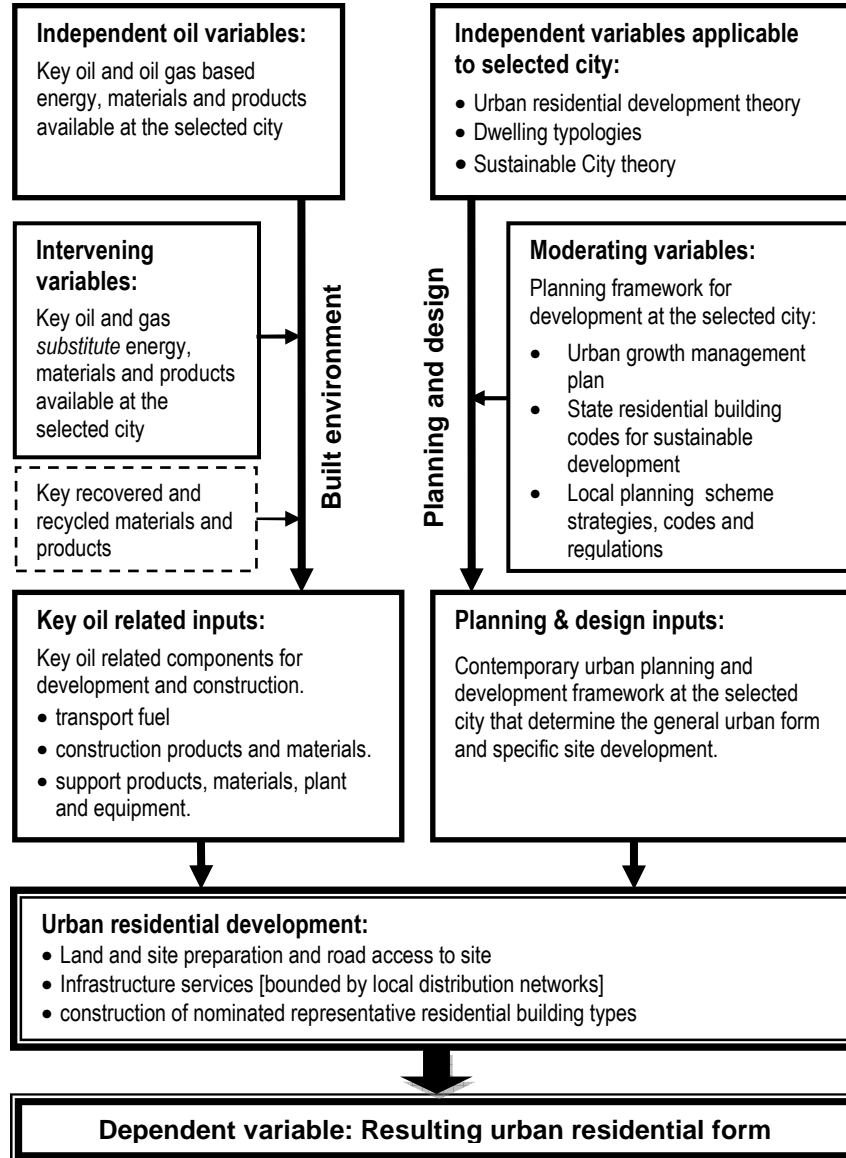 Independent oil variables:
Key oil and oil gas based
energy, materials and products
available at the selected city
Independent variables applicable
to selected city:
• Urban residential development theory
• Dwelling typologies
• Sustainable City theory
Intervening
variables:
Key oil and gas
substitute energy,
materials and products
available at the
selected city
Key recovered and
recycled materials and
products
Built environment
Planning and design
Moderating variables:
Planning framework for
development at the selected city:
• Urban growth management
plan
• State residential building
codes for sustainable
development
• Local planning scheme
strategies, codes and
regulations
Key oil related inputs:
Key oil related components for
development and construction.
• transport fuel
• construction products and materials.
• support products, materials, plant
and equipment.
Planning & design inputs:
Contemporary urban planning and
development framework at the selected
city that determine the general urban form
and specific site development.
Urban residential development:
• Land and site preparation and road access to site
• Infrastructure services [bounded by local distribution networks]
• construction of nominated representative residential building types
Dependent variable: Resulting urban residential form